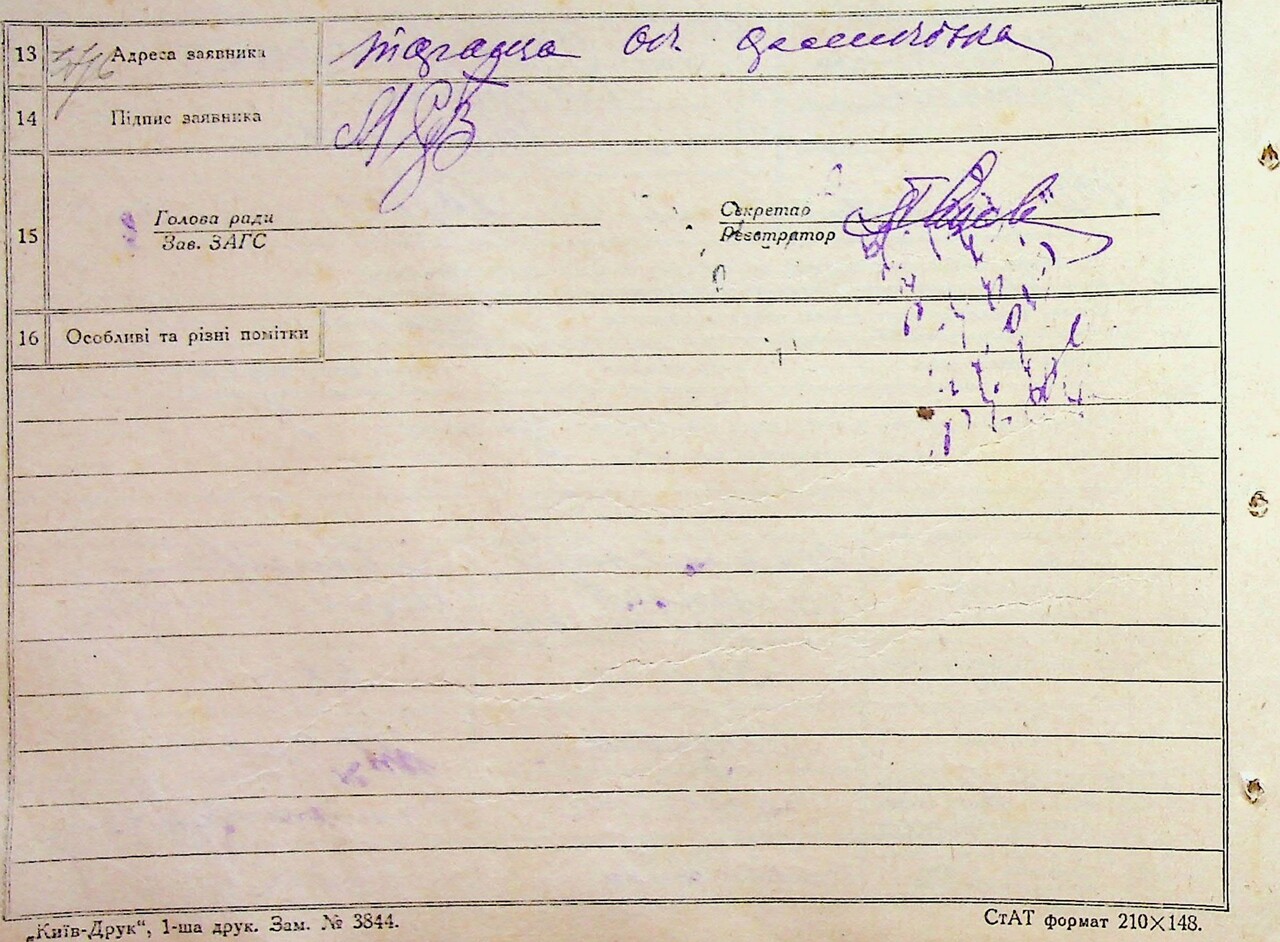 13 Адреса заявника
14 Підпис заявника
Голова ради Секретар
15
Зав. ЗАГС Реєстратор
16 Особливі та різні помітки
„Київ-Друк“, 1-ша друк. Зам. № 3844. СтАТ формат 210×148.